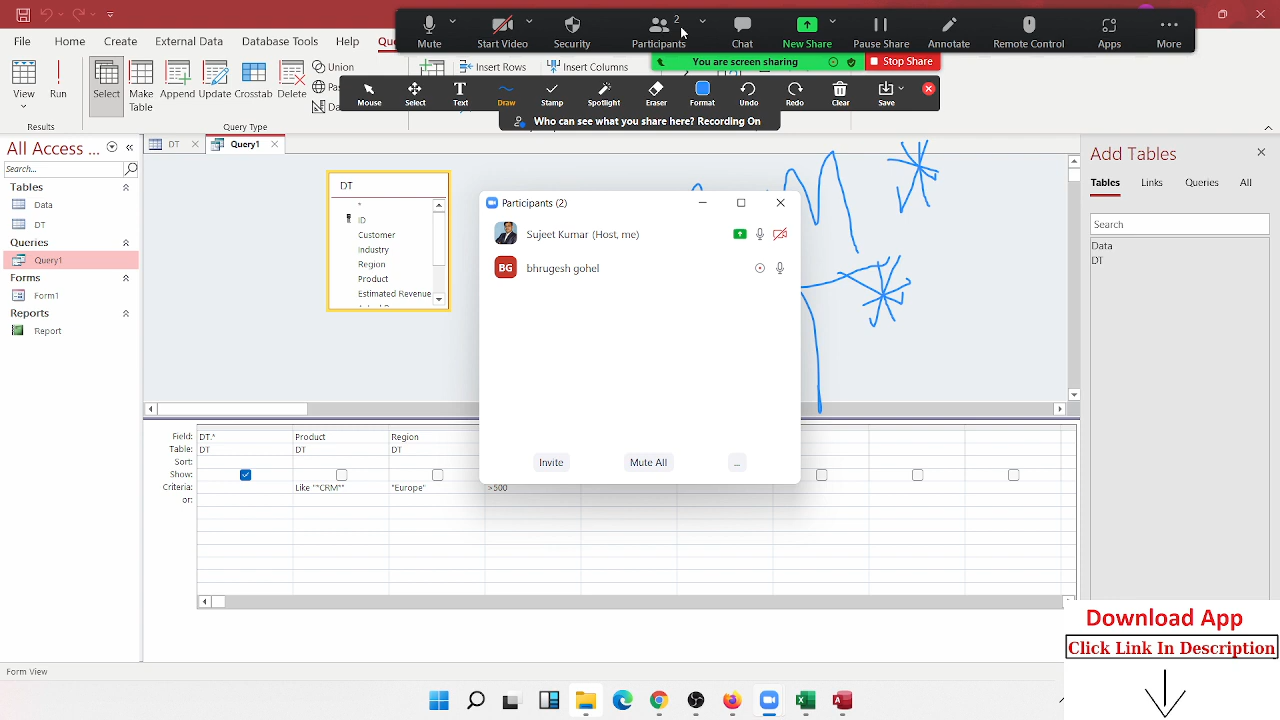 Mute
Start Video
Security
2
Participants
Chat
New Share
Pause Share
Annotate
Remote Control
Apps
More
File
Home
Create
External Data
Database Tools
Help
You are screen sharing
Stop Share
View
Run
Select
Make
Table
Append
Update
Crosstab
Delete
Union
Insert Rows
Insert Columns
Mouse
Select
Text
Draw
Stamp
Spotlight
Eraser
Format
Undo
Redo
Clear
Save
Results
Query Type
Who can see what you share here? Recording On
All Access ...
DT
Query1
Search...
Tables
Data
DT
Queries
Query1
Forms
Form1
Reports
Report
DT
*
ID
Customer
Industry
Region
Product
Estimated Revenue
Participants (2)
Sujeet Kumar (Host, me)
BG
bhrugesh gohel
Invite
Mute All
...
Add Tables
Tables
Links
Queries
All
Search
Data
DT
Field: DT.* Product Region
Table: DT DT DT
Sort:
Show:
Criteria: Like "*CRM*" "Europe" >500
or:
Form View
Download App
Click Link In Description